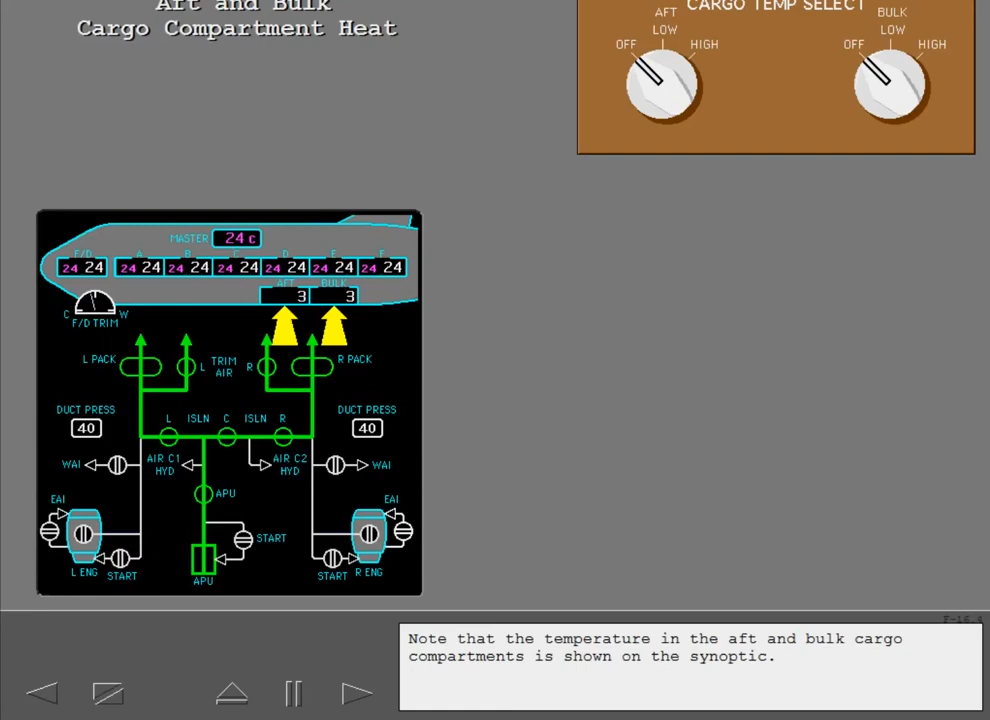 Aft and Bulk
Cargo Compartment Heat
CARGO TEMP SELECT
AFT
BULK
LOW
LOW
OFF
HIGH
OFF
HIGH
MASTER
24 c
F/D
A
B
C
D
E
F
24 24
24 24
24 24
24 24
24 24
24 24
24 24
AFT
BULK
3
3
C
W
F/D TRIM
L PACK
L
TRIM
AIR
R
R PACK
DUCT PRESS
40
L
ISLN
C
ISLN
R
DUCT PRESS
40
WAI
AIR C1
HYD
AIR C2
HYD
WAI
EAI
APU
EAI
START
L ENG
START
APU
START
R ENG
Note that the temperature in the aft and bulk cargo
compartments is shown on the synoptic.